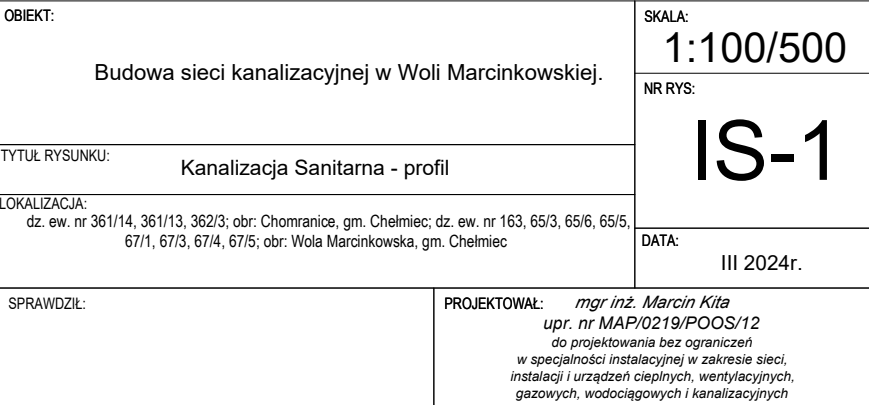 OBIEKT:
Budowa sieci kanalizacyjnej w Woli Marcinkowskiej.
SKALA:
1:100/500
NR RYS:
IS-1
TYTUŁ RYSUNKU:
Kanalizacja Sanitarna - profil
LOKALIZACJA:
dz. ew. nr 361/14, 361/13, 362/3; obr: Chomranice, gm. Chełmiec; dz. ew. nr 163, 65/3, 65/6, 65/5,
67/1, 67/3, 67/4, 67/5; obr: Wola Marcinkowska, gm. Chełmiec
DATA:
III 2024r.
SPRAWDZIŁ:
PROJEKTOWAŁ: mgr inż. Marcin Kita
upr. nr MAP/0219/POOS/12
do projektowania bez ograniczeń
w specjalności instalacyjnej w zakresie sieci,
instalacji i urządzeń cieplnych, wentylacyjnych,
gazowych, wodociągowych i kanalizacyjnych